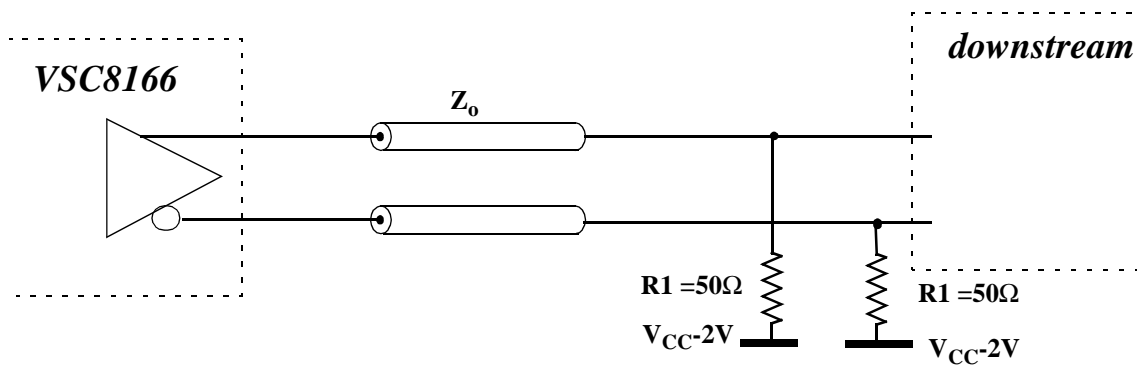 VSC8166
downstream
Zo
R1 =50Ω
R1 =50Ω
VCC-2V
VCC-2V